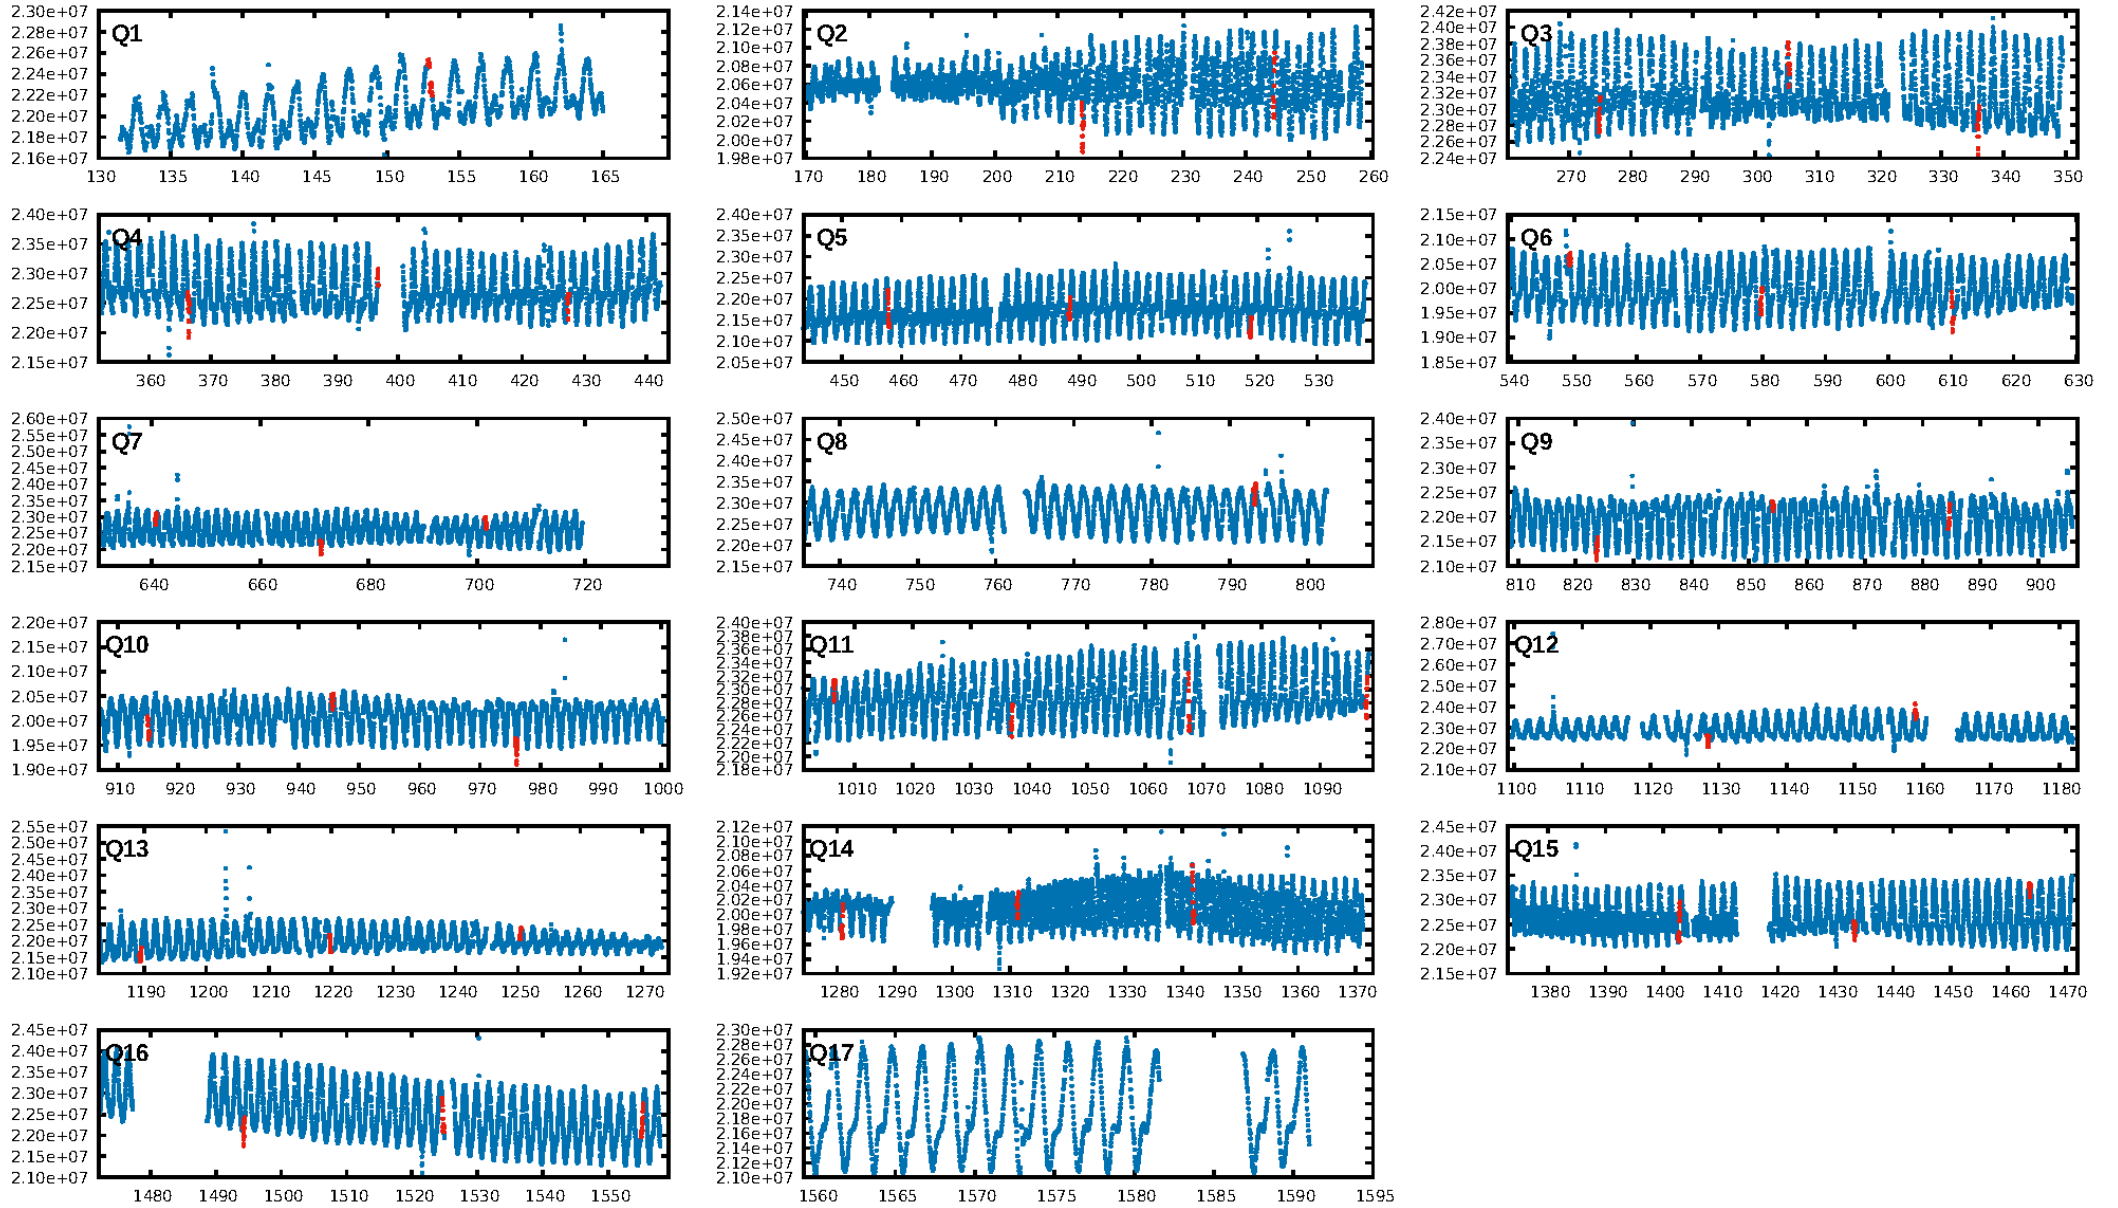 2.30e+07 2.28e+07 2.26e+07 2.24e+07 2.22e+07 2.20e+07 2.18e+07 2.16e+07
Q1
130 135 140 145 150 155 160 165
2.14e+07 2.12e+07 2.10e+07 2.08e+07 2.06e+07 2.04e+07 2.02e+07 2.00e+07 1.98e+07
Q2
170 180 190 200 210 220 230 240 250 260
2.42e+07 2.40e+07 2.38e+07 2.36e+07 2.34e+07 2.32e+07 2.30e+07 2.28e+07 2.26e+07 2.24e+07
Q3
270 280 290 300 310 320 330 340 350
2.40e+07 2.35e+07 2.30e+07 2.25e+07 2.20e+07 2.15e+07
Q4
360 370 380 390 400 410 420 430 440
2.40e+07 2.35e+07 2.30e+07 2.25e+07 2.20e+07 2.15e+07 2.10e+07 2.05e+07
Q5
450 460 470 480 490 500 510 520 530
2.15e+07 2.10e+07 2.05e+07 2.00e+07 1.95e+07 1.90e+07 1.85e+07
Q6
540 550 560 570 580 590 600 610 620 630
2.60e+07 2.55e+07 2.50e+07 2.45e+07 2.40e+07 2.35e+07 2.30e+07 2.25e+07 2.20e+07 2.15e+07
Q7
640 660 680 700 720
2.50e+07 2.45e+07 2.40e+07 2.35e+07 2.30e+07 2.25e+07 2.20e+07 2.15e+07
Q8
740 750 760 770 780 790 800
2.40e+07 2.35e+07 2.30e+07 2.25e+07 2.20e+07 2.15e+07 2.10e+07
Q9
810 820 830 840 850 860 870 880 890 900
2.20e+07 2.15e+07 2.10e+07 2.05e+07 2.00e+07 1.95e+07 1.90e+07
Q10
910 920 930 940 950 960 970 980 990 1000
2.40e+07 2.38e+07 2.36e+07 2.34e+07 2.32e+07 2.30e+07 2.28e+07 2.26e+07 2.24e+07 2.22e+07 2.20e+07 2.18e+07
Q11
1010 1020 1030 1040 1050 1060 1070 1080 1090
2.80e+07 2.70e+07 2.60e+07 2.50e+07 2.40e+07 2.30e+07 2.20e+07 2.10e+07
Q12
1100 1110 1120 1130 1140 1150 1160 1170 1180
2.55e+07 2.50e+07 2.45e+07 2.40e+07 2.35e+07 2.30e+07 2.25e+07 2.20e+07 2.15e+07 2.10e+07
Q13
1190 1200 1210 1220 1230 1240 1250 1260 1270
2.12e+07 2.10e+07 2.08e+07 2.06e+07 2.04e+07 2.02e+07 2.00e+07 1.98e+07 1.96e+07 1.94e+07 1.92e+07
Q14
1280 1290 1300 1310 1320 1330 1340 1350 1360 1370
2.45e+07 2.40e+07 2.35e+07 2.30e+07 2.25e+07 2.20e+07 2.15e+07
Q15
1380 1390 1400 1410 1420 1430 1440 1450 1460 1470
2.45e+07 2.40e+07 2.35e+07 2.30e+07 2.25e+07 2.20e+07 2.15e+07 2.10e+07
Q16
1480 1490 1500 1510 1520 1530 1540 1550
2.30e+07 2.28e+07 2.26e+07 2.24e+07 2.22e+07 2.20e+07 2.18e+07 2.16e+07 2.14e+07 2.12e+07 2.10e+07
Q17
1560 1565 1570 1575 1580 1585 1590 1595